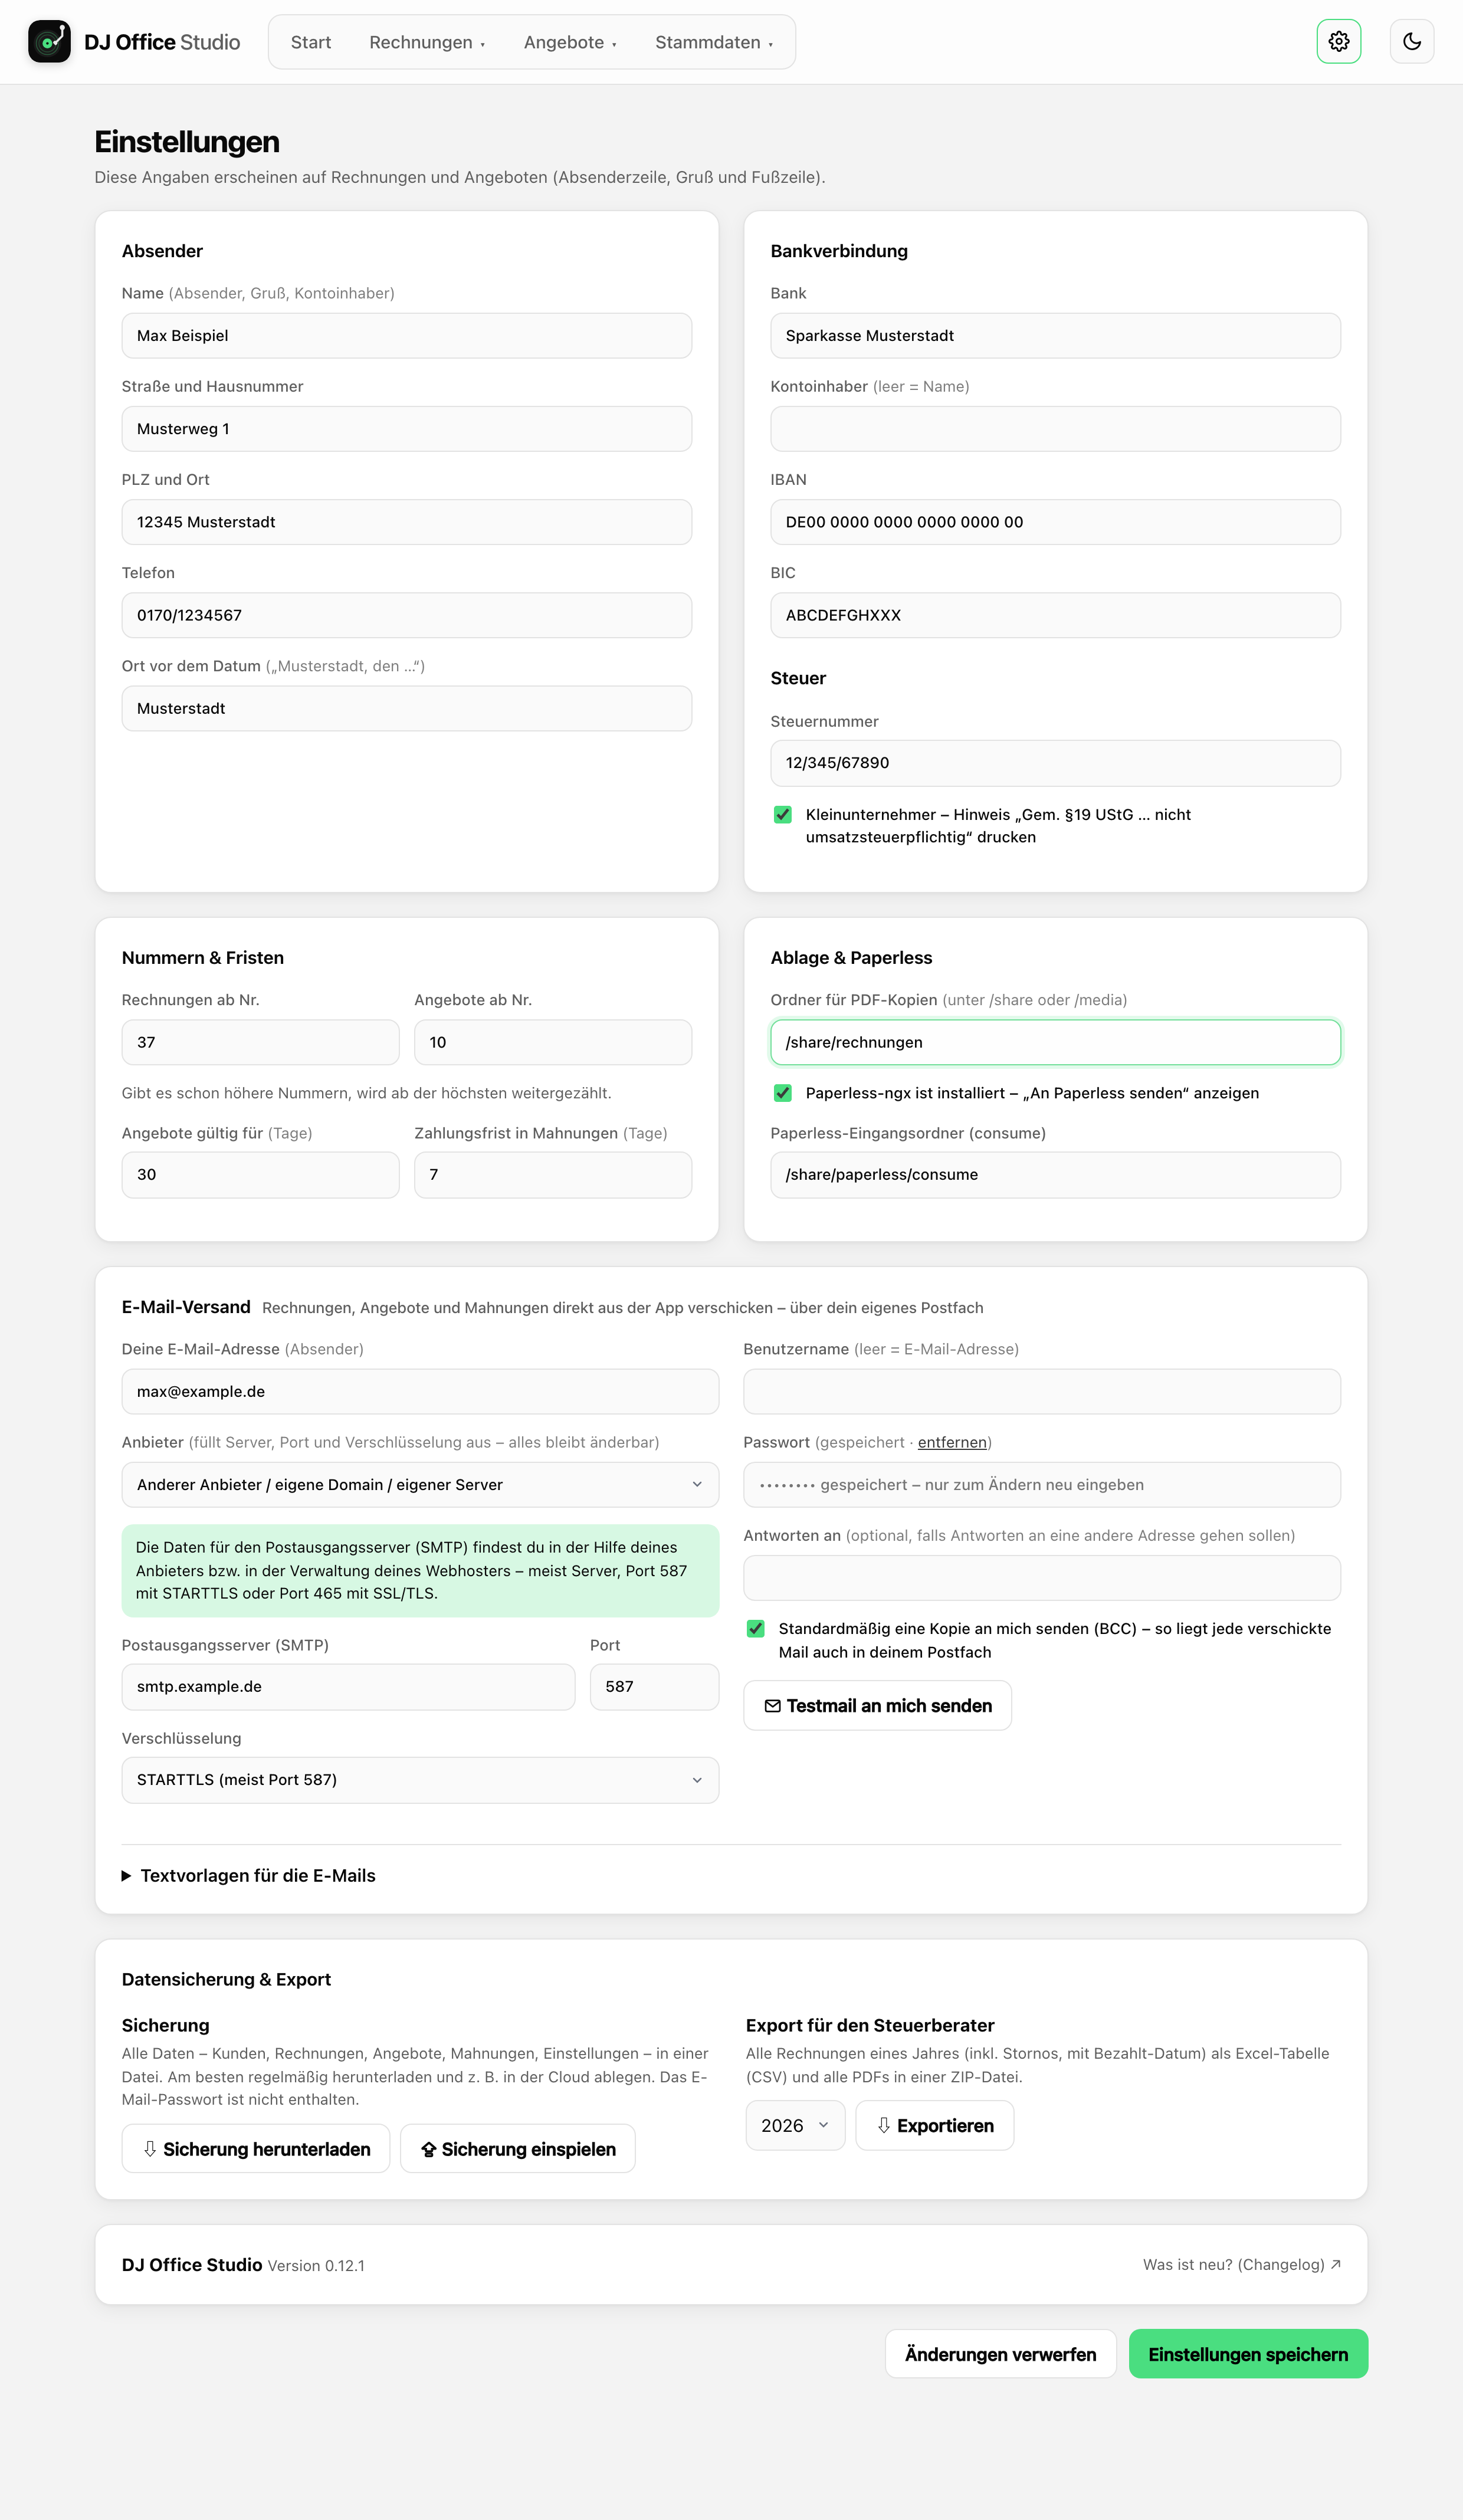 DJ Office Studio
Start Rechnungen ▾ Angebote ▾ Stammdaten ▾
Einstellungen
Diese Angaben erscheinen auf Rechnungen und Angeboten (Absenderzeile, Gruß und Fußzeile).
Absender
Name (Absender, Gruß, Kontoinhaber)
Max Beispiel
Straße und Hausnummer
Musterweg 1
PLZ und Ort
12345 Musterstadt
Telefon
0170/1234567
Ort vor dem Datum („Musterstadt, den …“)
Musterstadt
Bankverbindung
Bank
Sparkasse Musterstadt
Kontoinhaber (leer = Name)
IBAN
DE00 0000 0000 0000 0000 00
BIC
ABCDEFGHXXX
Steuer
Steuernummer
12/345/67890
Kleinunternehmer – Hinweis „Gem. §19 UStG … nicht
umsatzsteuerpflichtig“ drucken
Nummern & Fristen
Rechnungen ab Nr. Angebote ab Nr.
37 10
Gibt es schon höhere Nummern, wird ab der höchsten weitergezählt.
Angebote gültig für (Tage) Zahlungsfrist in Mahnungen (Tage)
30 7
Ablage & Paperless
Ordner für PDF-Kopien (unter /share oder /media)
/share/rechnungen
Paperless-ngx ist installiert – „An Paperless senden“ anzeigen
Paperless-Eingangsordner (consume)
/share/paperless/consume
E-Mail-Versand Rechnungen, Angebote und Mahnungen direkt aus der App verschicken – über dein eigenes Postfach
Deine E-Mail-Adresse (Absender)
max@example.de
Anbieter (füllt Server, Port und Verschlüsselung aus – alles bleibt änderbar)
Anderer Anbieter / eigene Domain / eigener Server
Die Daten für den Postausgangsserver (SMTP) findest du in der Hilfe deines
Anbieters bzw. in der Verwaltung deines Webhosters – meist Server, Port 587
mit STARTTLS oder Port 465 mit SSL/TLS.
Postausgangsserver (SMTP) Port
smtp.example.de 587
Verschlüsselung
STARTTLS (meist Port 587)
Benutzername (leer = E-Mail-Adresse)
Passwort (gespeichert · entfernen)
•••••••• gespeichert – nur zum Ändern neu eingeben
Antworten an (optional, falls Antworten an eine andere Adresse gehen sollen)
Standardmäßig eine Kopie an mich senden (BCC) – so liegt jede verschickte
Mail auch in deinem Postfach
Testmail an mich senden
▶ Textvorlagen für die E-Mails
Datensicherung & Export
Sicherung
Alle Daten – Kunden, Rechnungen, Angebote, Mahnungen, Einstellungen – in einer
Datei. Am besten regelmäßig herunterladen und z. B. in der Cloud ablegen. Das E-
Mail-Passwort ist nicht enthalten.
⇩ Sicherung herunterladen ⇪ Sicherung einspielen
Export für den Steuerberater
Alle Rechnungen eines Jahres (inkl. Stornos, mit Bezahlt-Datum) als Excel-Tabelle
(CSV) und alle PDFs in einer ZIP-Datei.
2026 ⇩ Exportieren
DJ Office Studio Version 0.12.1
Was ist neu? (Changelog) ↗
Änderungen verwerfen Einstellungen speichern